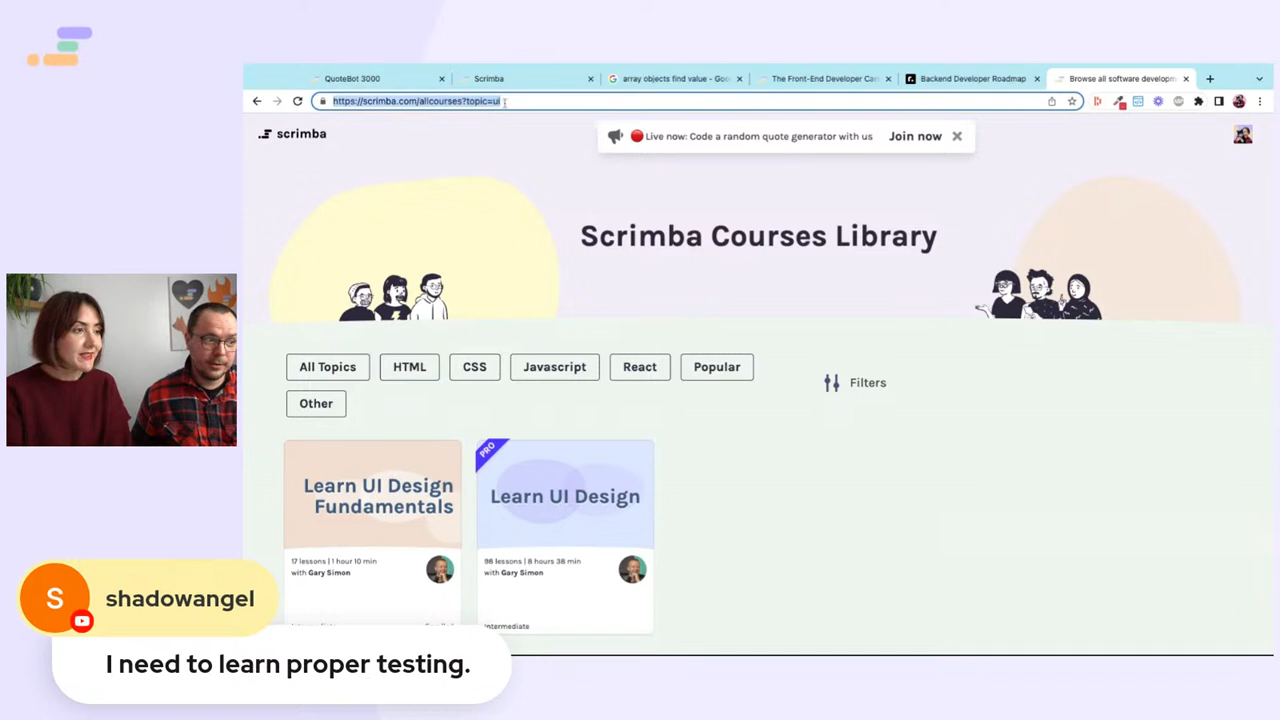 QuoteBot 3000
Scrimba
array objects find value - Goo
The Front-End Developer Car
Backend Developer Roadmap
Browse all software developm
https://scrimba.com/allcourses?topic=ui
scrimba
Live now: Code a random quote generator with us
Join now
Scrimba Courses Library
All Topics
HTML
CSS
Javascript
React
Popular
Other
Filters
Learn UI Design
Fundamentals
17 lessons | 1 hour 10 min
with Gary Simon
PRO
Learn UI Design
98 lessons | 8 hours 38 min
with Gary Simon
Intermediate
Enrolled
Intermediate
S
shadowangel
I need to learn proper testing.